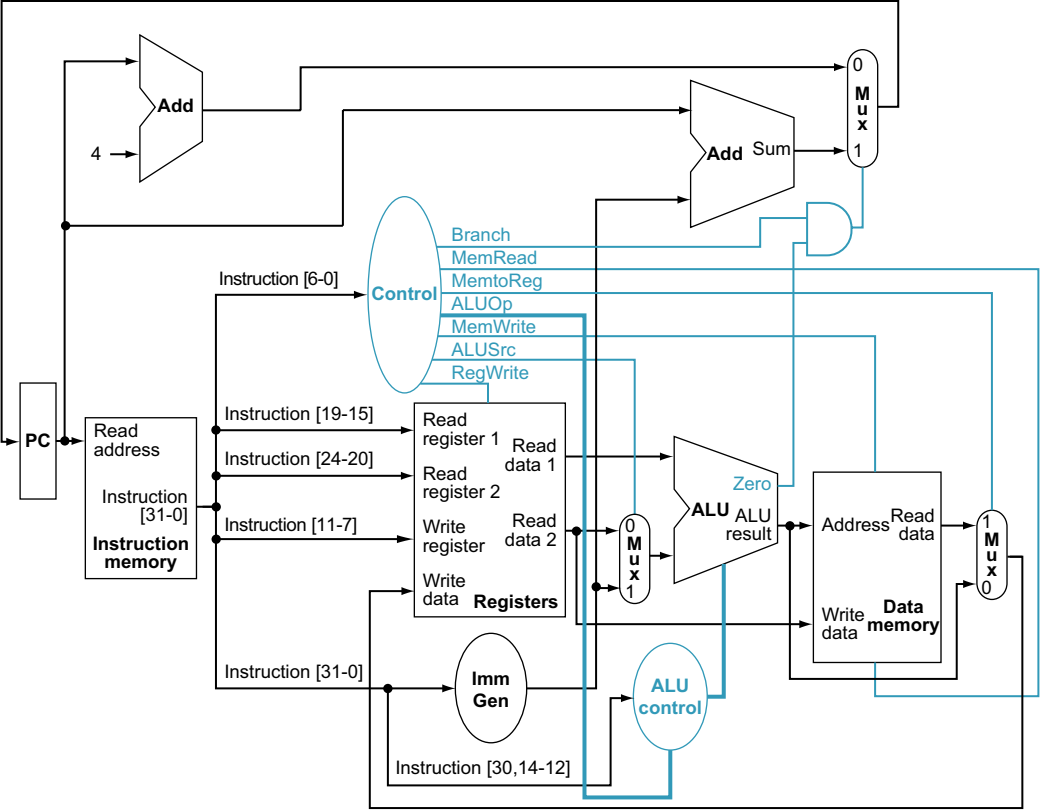 0
Mux
1
Add
4
Add
Sum
Branch
MemRead
MemtoReg
ALUOp
MemWrite
ALUSrc
RegWrite
Instruction [6-0]
Control
PC
Read
address
Instruction
[31-0]
Instruction
memory
Instruction [19-15]
Instruction [24-20]
Instruction [11-7]
Read
register 1
Read
register 2
Write
register
Write
data
Read
data 1
Read
data 2
Registers
0
Mux
1
Zero
ALU
ALU
result
Address
Read
data
Write
data
Data
memory
1
Mux
0
Instruction [31-0]
Imm
Gen
ALU
control
Instruction [30,14-12]